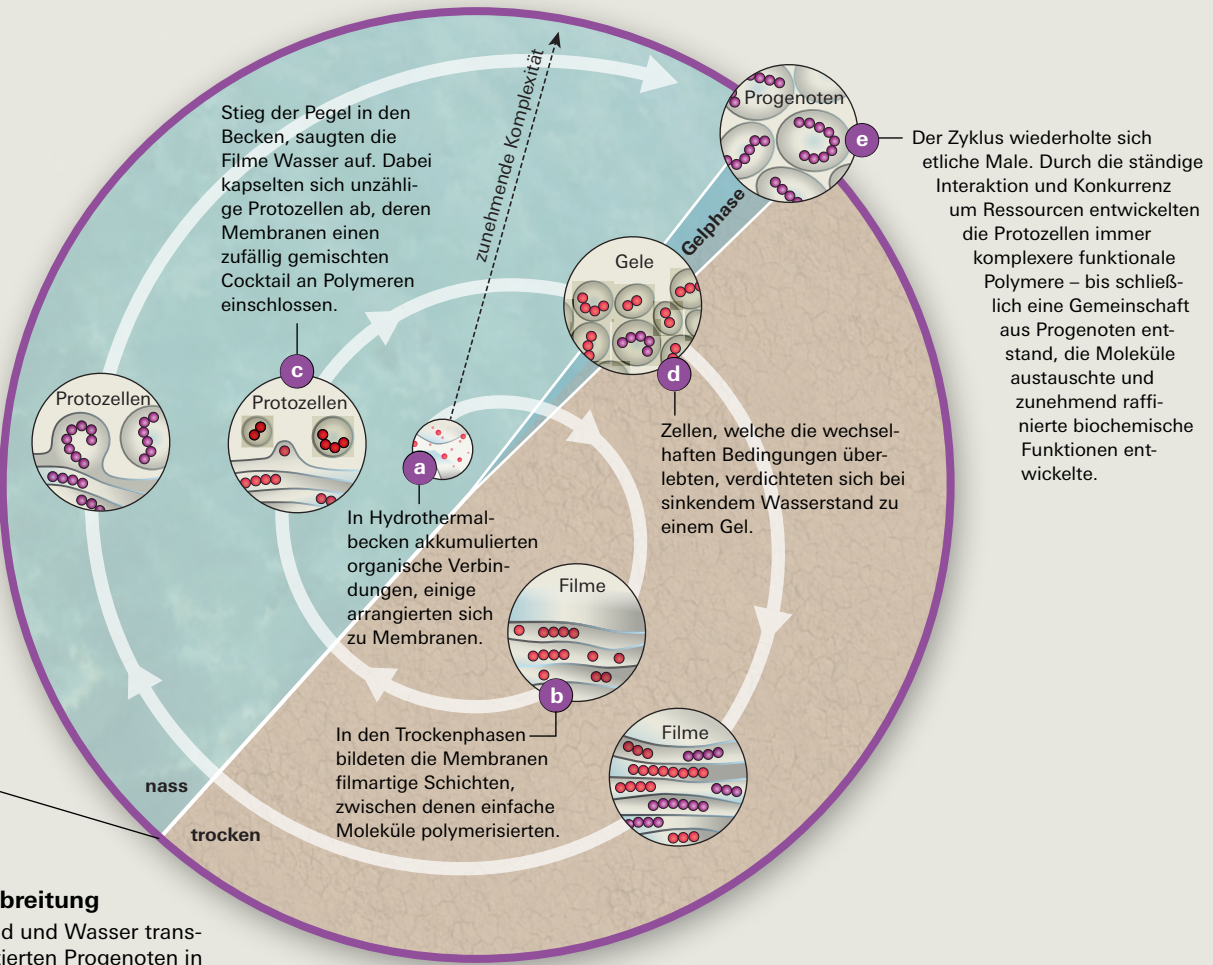 zunehmende Komplexität
Stieg der Pegel in den
Becken, saugten die
Filme Wasser auf. Dabei
kapselten sich unzähli-
ge Protozellen ab, deren
Membranen einen
zufällig gemischten
Cocktail an Polymeren
einschlossen.
c
Protozellen
Protozellen
a
In Hydrothermal-
becken akkumulierten
organische Verbin-
dungen, einige
arrangierten sich
zu Membranen.
Gele
Gelphase
d
Zellen, welche die wechsel-
haften Bedingungen über-
lebten, verdichteten sich bei
sinkendem Wasserstand zu
einem Gel.
Progenoten
e
Der Zyklus wiederholte sich
etliche Male. Durch die ständige
Interaktion und Konkurrenz
um Ressourcen entwickelten
die Protozellen immer
komplexere funktionale
Polymere – bis schließ-
lich eine Gemeinschaft
aus Progenoten ent-
stand, die Moleküle
austauschte und
zunehmend raffi-
nierte biochemische
Funktionen ent-
wickelte.
Filme
b
In den Trockenphasen
bildeten die Membranen
filmartige Schichten,
zwischen denen einfache
Moleküle polymerisierten.
Filme
nass
trocken
breitung
d und Wasser trans-
tierten Progenoten in